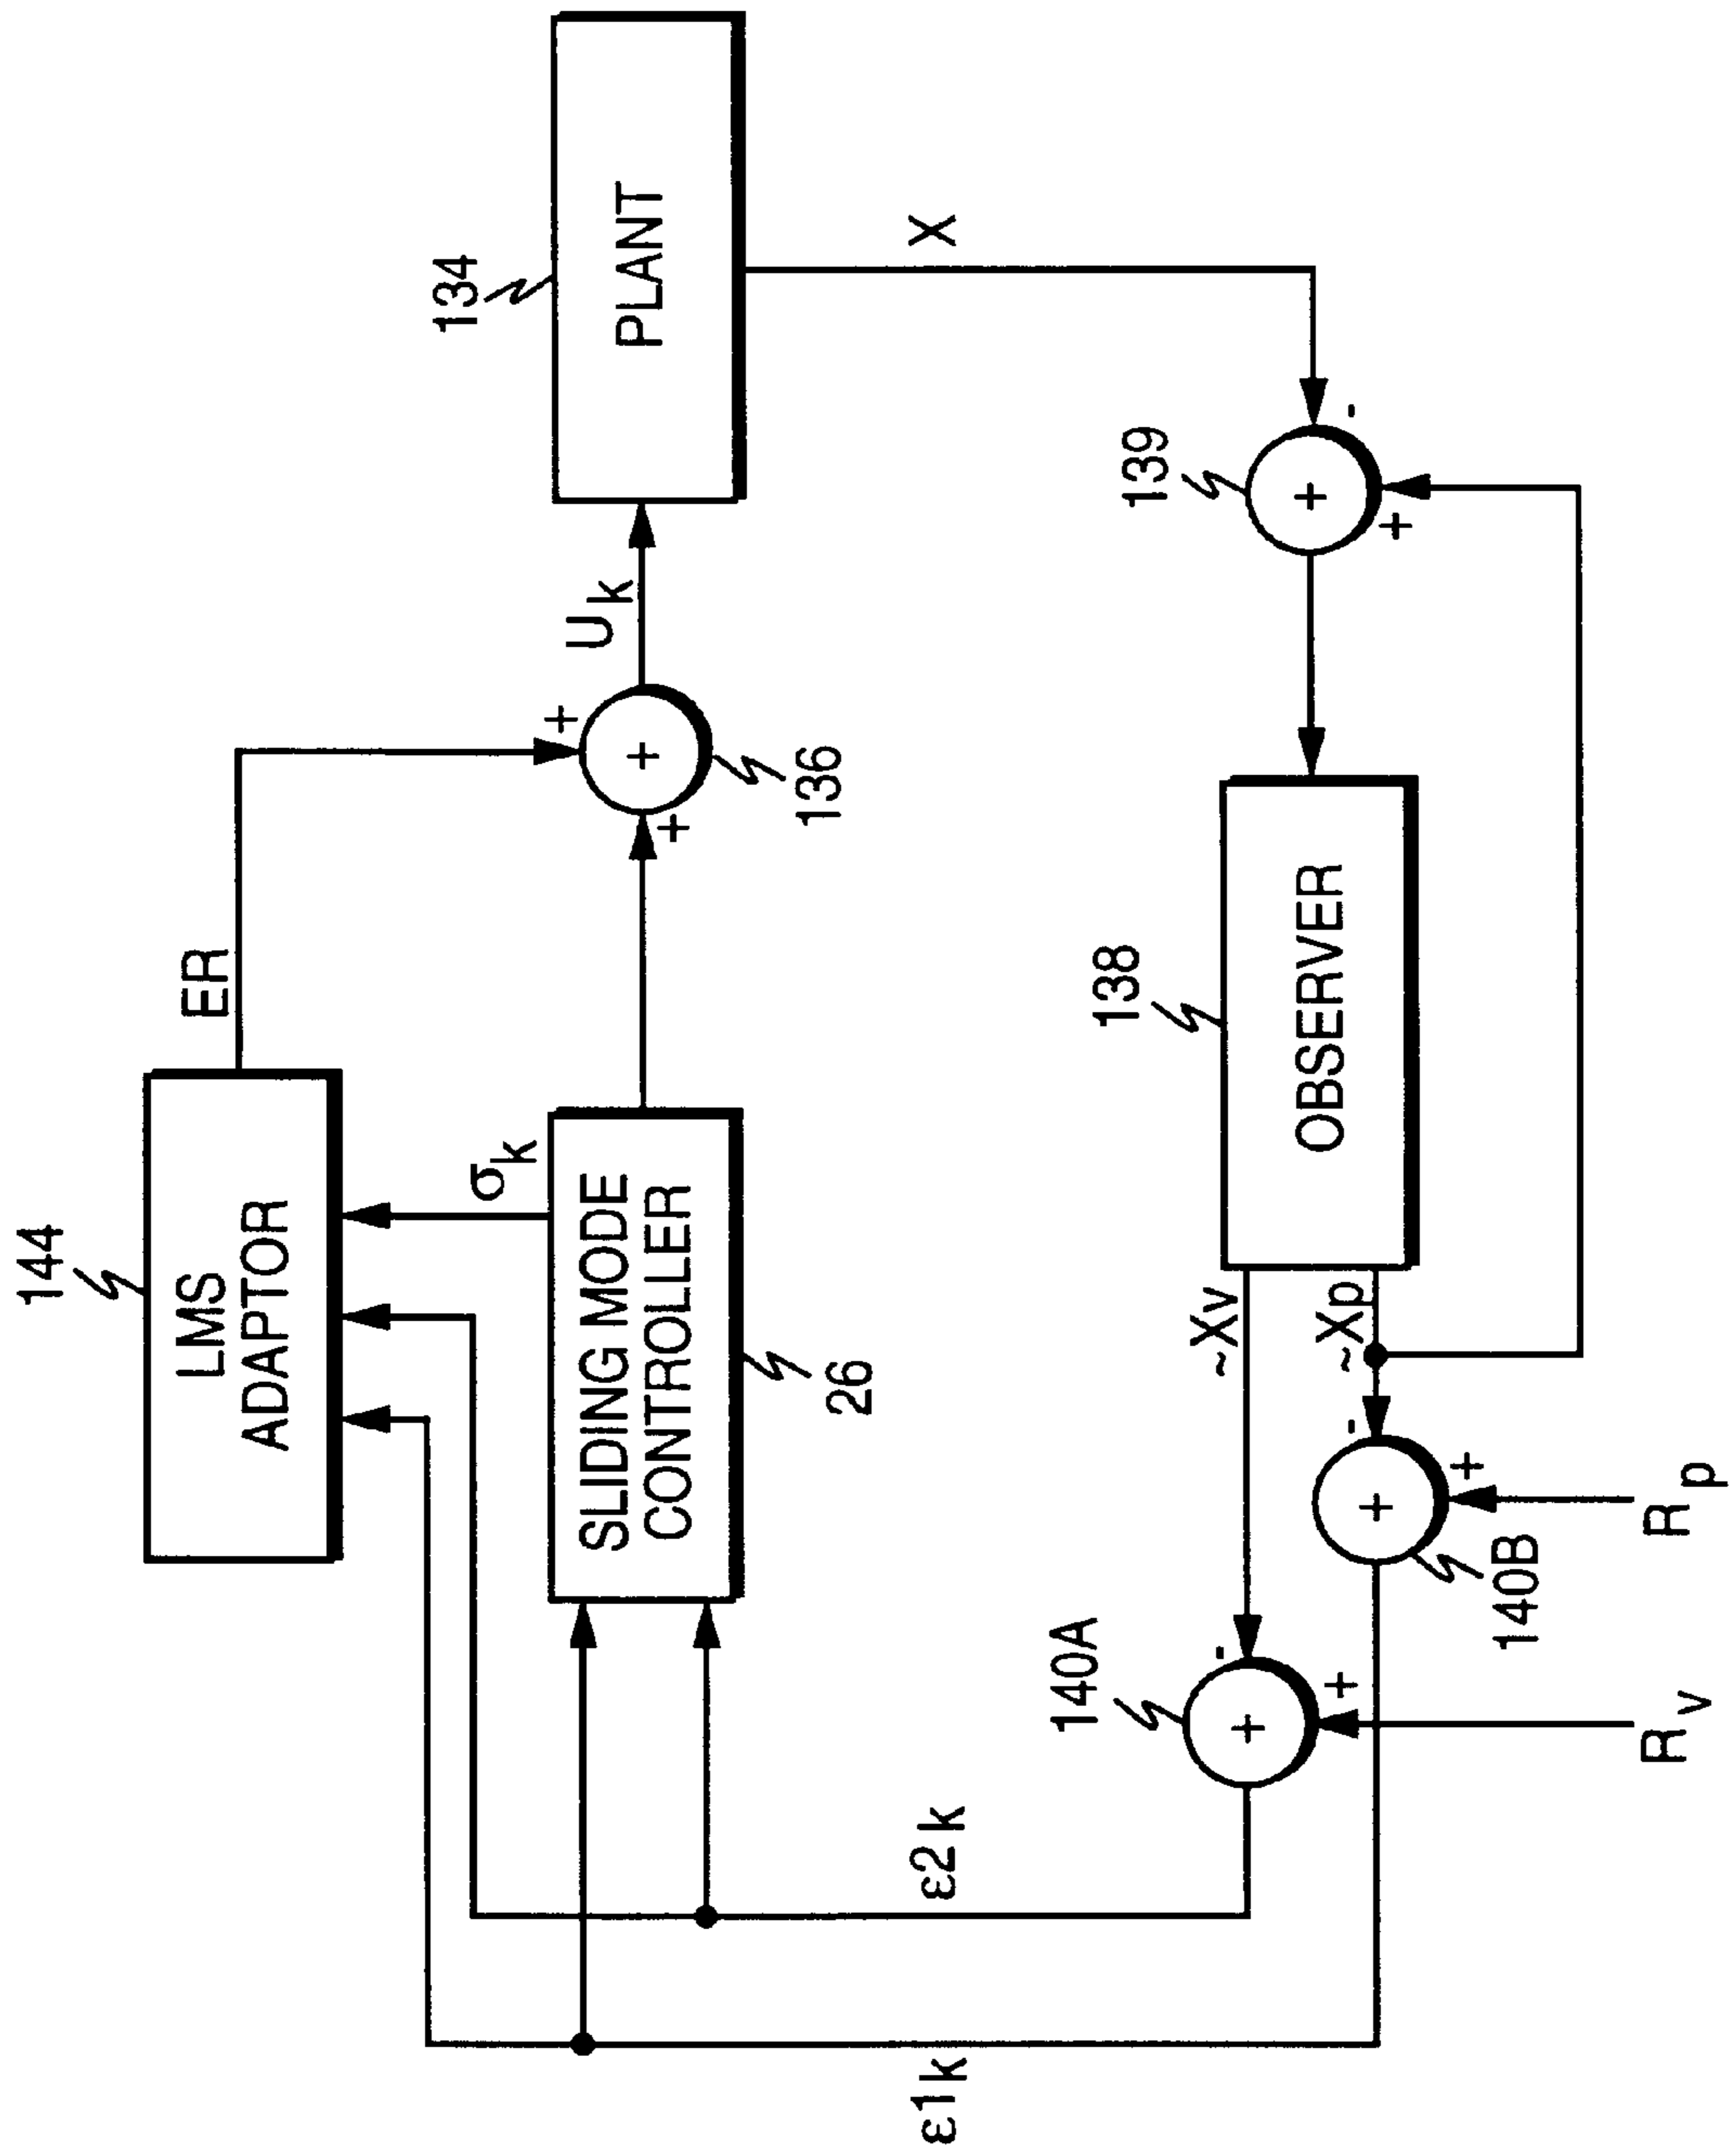 144
LMS
ADAPTOR
ER
134
σk
+
SLIDING MODE
CONTROLLER
+
+
Uk
PLANT
26
136
X
ε1k
ε2k
140A
138
139
-
~Xv
-
+
+
OBSERVER
+
+
-
~Xp
+
+
140B
Rv
Rp